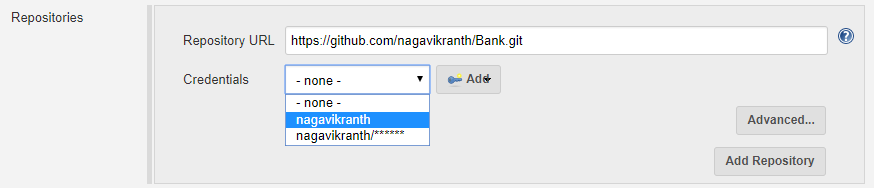 Repositories
Repository URL https://github.com/nagavikranth/Bank.git
Credentials - none - Add
- none -
nagavikranth
nagavikranth/******
Advanced...
Add Repository